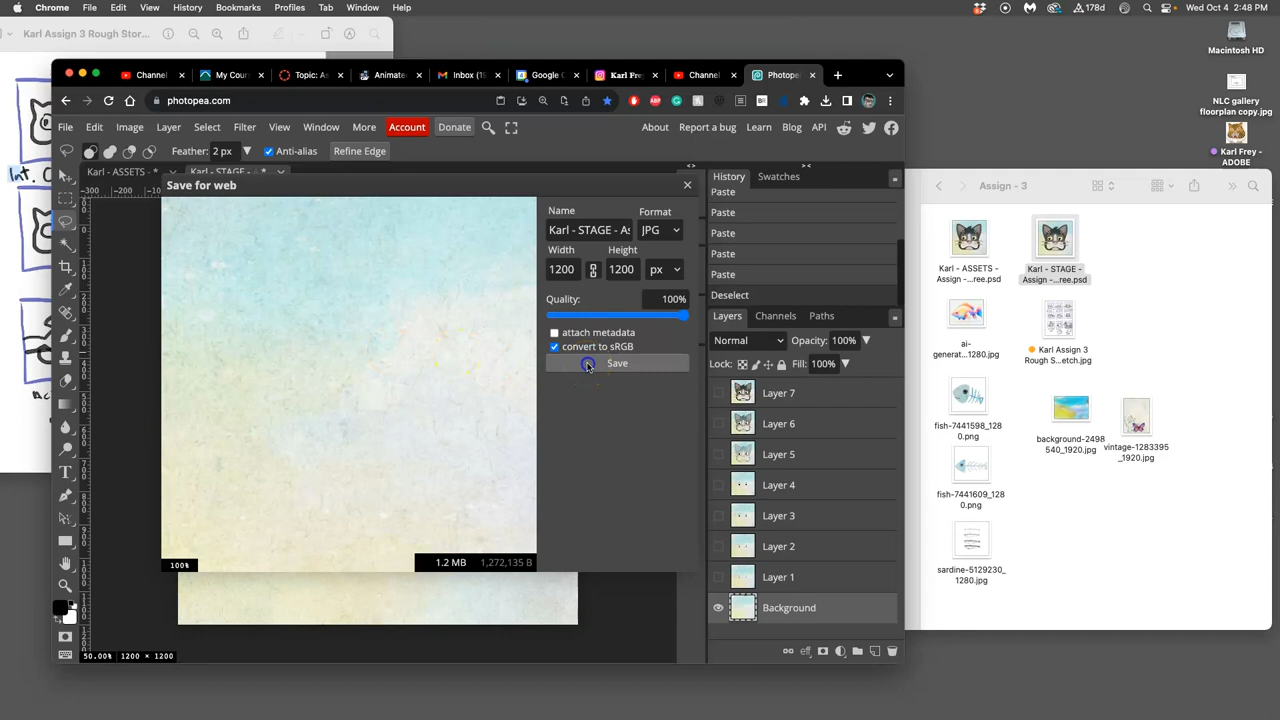 Chrome File Edit View History Bookmarks Profiles Tab Window Help 178d Wed Oct 4 2:48 PM
Karl Assign 3 Rough Stor...
Int. C
Channel My Cour Topic: As Animate Inbox (15 Google C Karl Fre Channel Photope
photopea.com
File Edit Image Layer Select Filter View Window More Account Donate
About Report a bug Learn Blog API
Feather: 2 px Anti-alias Refine Edge
Karl - ASSETS - * Karl - STAGE -
Save for web
Name Format
Karl - STAGE - As JPG
Width Height
1200 1200 px
Quality: 100%
attach metadata
convert to sRGB
Save
100% 1.2 MB 1,272,135 B
50.00% 1200 × 1200
History Swatches
Paste
Paste
Paste
Paste
Paste
Deselect
Layers Channels Paths
Normal Opacity: 100%
Lock: Fill: 100%
Layer 7
Layer 6
Layer 5
Layer 4
Layer 3
Layer 2
Layer 1
Background
Macintosh HD
NLC gallery
floorplan copy.jpg
Karl Frey -
ADOBE
Assign - 3
Karl - ASSETS -
Assign -...ree.psd
Karl - STAGE -
Assign -...ree.psd
ai-
generat...1280.jpg
Karl Assign 3
Rough S...etch.jpg
fish-7441598_128
0.png
background-2498
540_1920.jpg
vintage-1283395
_1920.jpg
fish-7441609_128
0.png
sardine-5129230_
1280.jpg